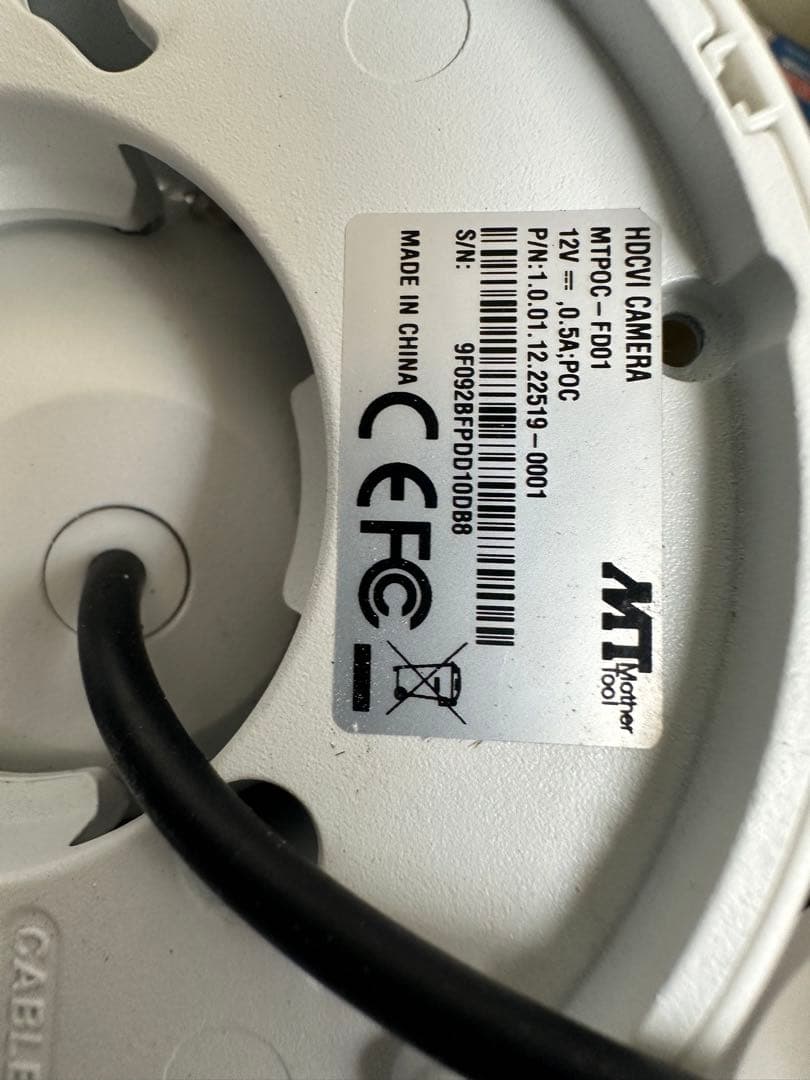 HDCVI CAMERA
MTPOC-FD01
12V ⎓ ,0.5A;POC
P/N:1.0.01.12.22519-0001
S/N: 9F092BFPDD10DB8
MADE IN CHINA
CE FC
MT
Mother
Tool
CABLE